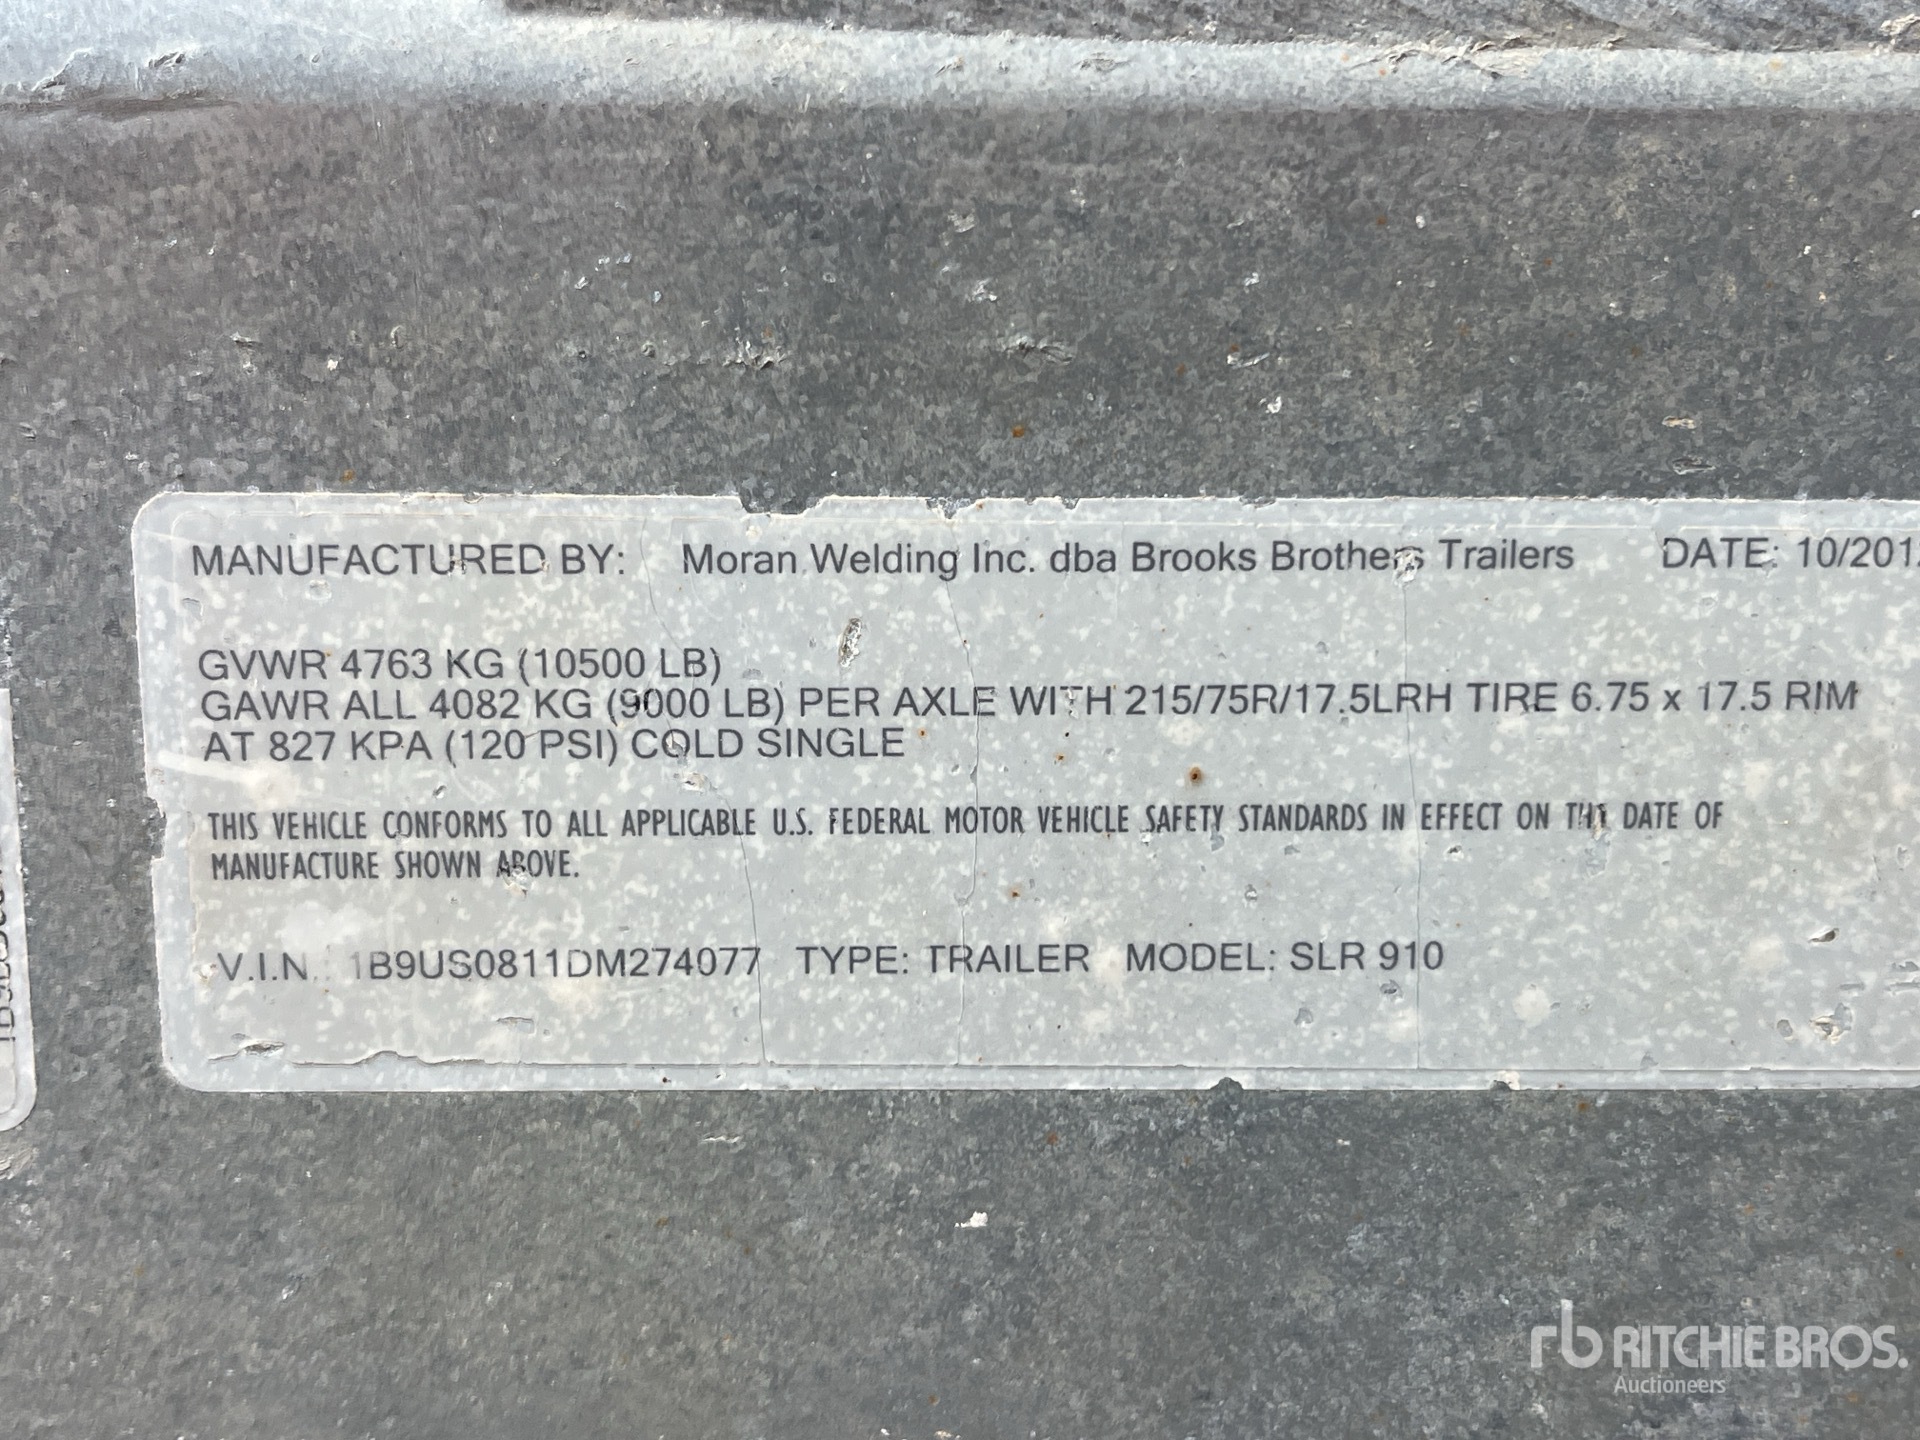 MANUFACTURED BY: Moran Welding Inc. dba Brooks Brothers Trailers DATE: 10/201
GVWR 4763 KG (10500 LB)
GAWR ALL 4082 KG (9000 LB) PER AXLE WITH 215/75R/17.5LRH TIRE 6.75 x 17.5 RIM
AT 827 KPA (120 PSI) COLD SINGLE
THIS VEHICLE CONFORMS TO ALL APPLICABLE U.S. FEDERAL MOTOR VEHICLE SAFETY STANDARDS IN EFFECT ON THE DATE OF
MANUFACTURE SHOWN ABOVE.
V.I.N.: 1B9US0811DM274077 TYPE: TRAILER MODEL: SLR 910
rb RITCHIE BROS.
Auctioneers